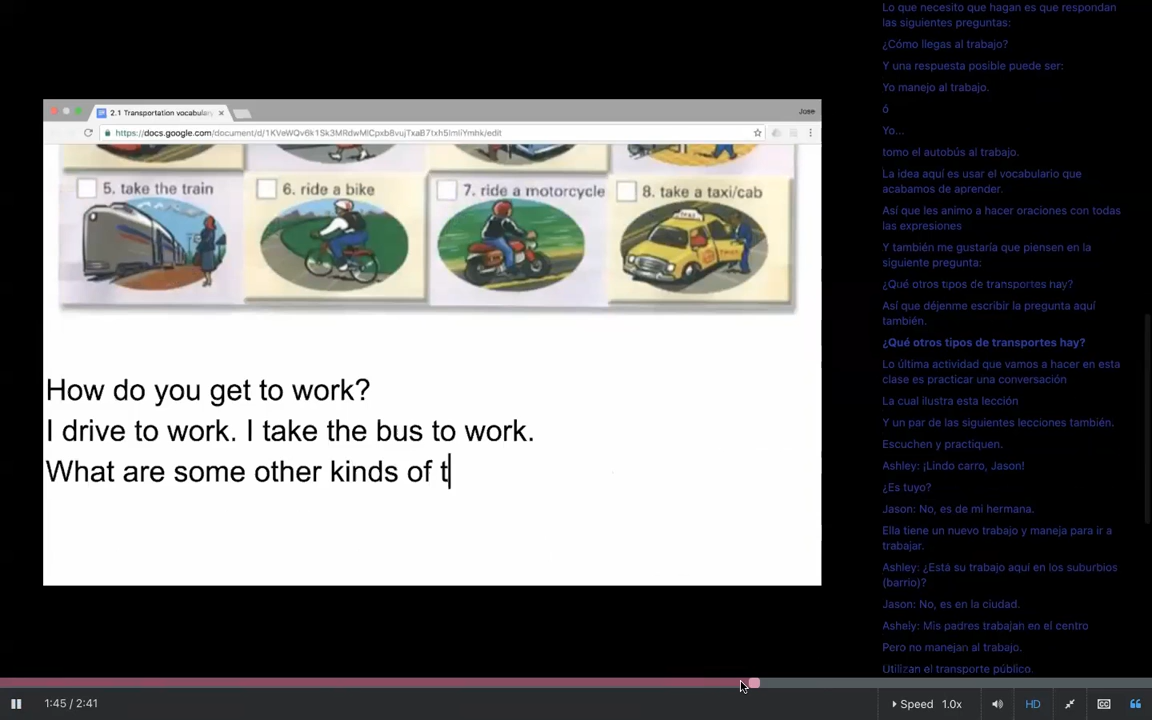 2.1 Transportation vocabulary
Jose
https://docs.google.com/document/d/1KVeWQv6k1Sk3MRdwMlCpxb8vujTxaB7Ixh5ImIiYmhk/edit
5. take the train
6. ride a bike
7. ride a motorcycle
8. take a taxi/cab
TAXI
How do you get to work?
I drive to work. I take the bus to work.
What are some other kinds of t
1:45 / 2:41
Speed 1.0x
HD
CC
Lo que necesito que hagan es que respondan
las siguientes preguntas:
¿Cómo llegas al trabajo?
Y una respuesta posible puede ser:
Yo manejo al trabajo.
ó
Yo...
tomo el autobús al trabajo.
La idea aquí es usar el vocabulario que
acabamos de aprender.
Así que les animo a hacer oraciones con todas
las expresiones
Y también me gustaría que piensen en la
siguiente pregunta:
¿Qué otros tipos de transportes hay?
Así que déjenme escribir la pregunta aquí
también.
¿Qué otros tipos de transportes hay?
Lo última actividad que vamos a hacer en esta
clase es practicar una conversación
La cual ilustra esta lección
Y un par de las siguientes lecciones también.
Escuchen y practiquen.
Ashley: ¡Lindo carro, Jason!
¿Es tuyo?
Jason: No, es de mi hermana.
Ella tiene un nuevo trabajo y maneja para ir a
trabajar.
Ashley: ¿Está su trabajo aquí en los suburbios
(barrio)?
Jason: No, es en la ciudad.
Ashely: Mis padres trabajan en el centro
Pero no manejan al trabajo.
Utilizan el transporte público.